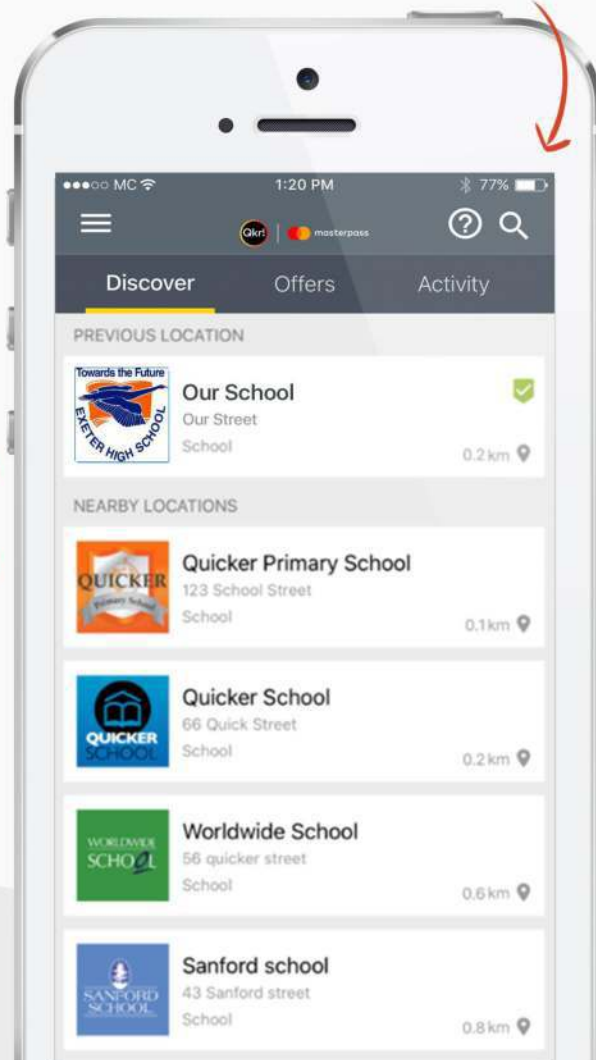 MC
1:20 PM
77%
Qkr!
masterpass
Discover
Offers
Activity
PREVIOUS LOCATION
Towards the Future
EXETER HIGH SCHOOL
Our School
Our Street
School
0.2 km
NEARBY LOCATIONS
QUICKER
Primary School
Quicker Primary School
123 School Street
School
0.1 km
QUICKER
SCHOOL
Quicker School
66 Quick Street
School
0.2 km
WORLDWIDE
SCHOOL
Worldwide School
56 quicker street
School
0.6 km
SANFORD
SCHOOL
Sanford school
43 Sanford street
School
0.8 km